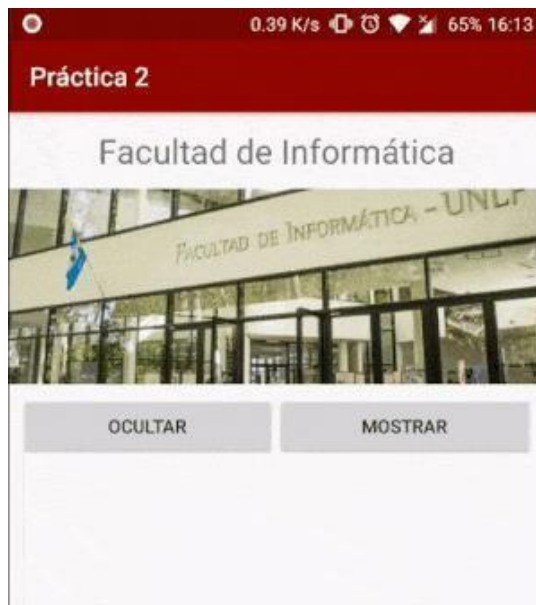 0.39 K/s 65% 16:13
Práctica 2
Facultad de Informática
FACULTAD DE INFORMÁTICA - UNLP
OCULTAR MOSTRAR